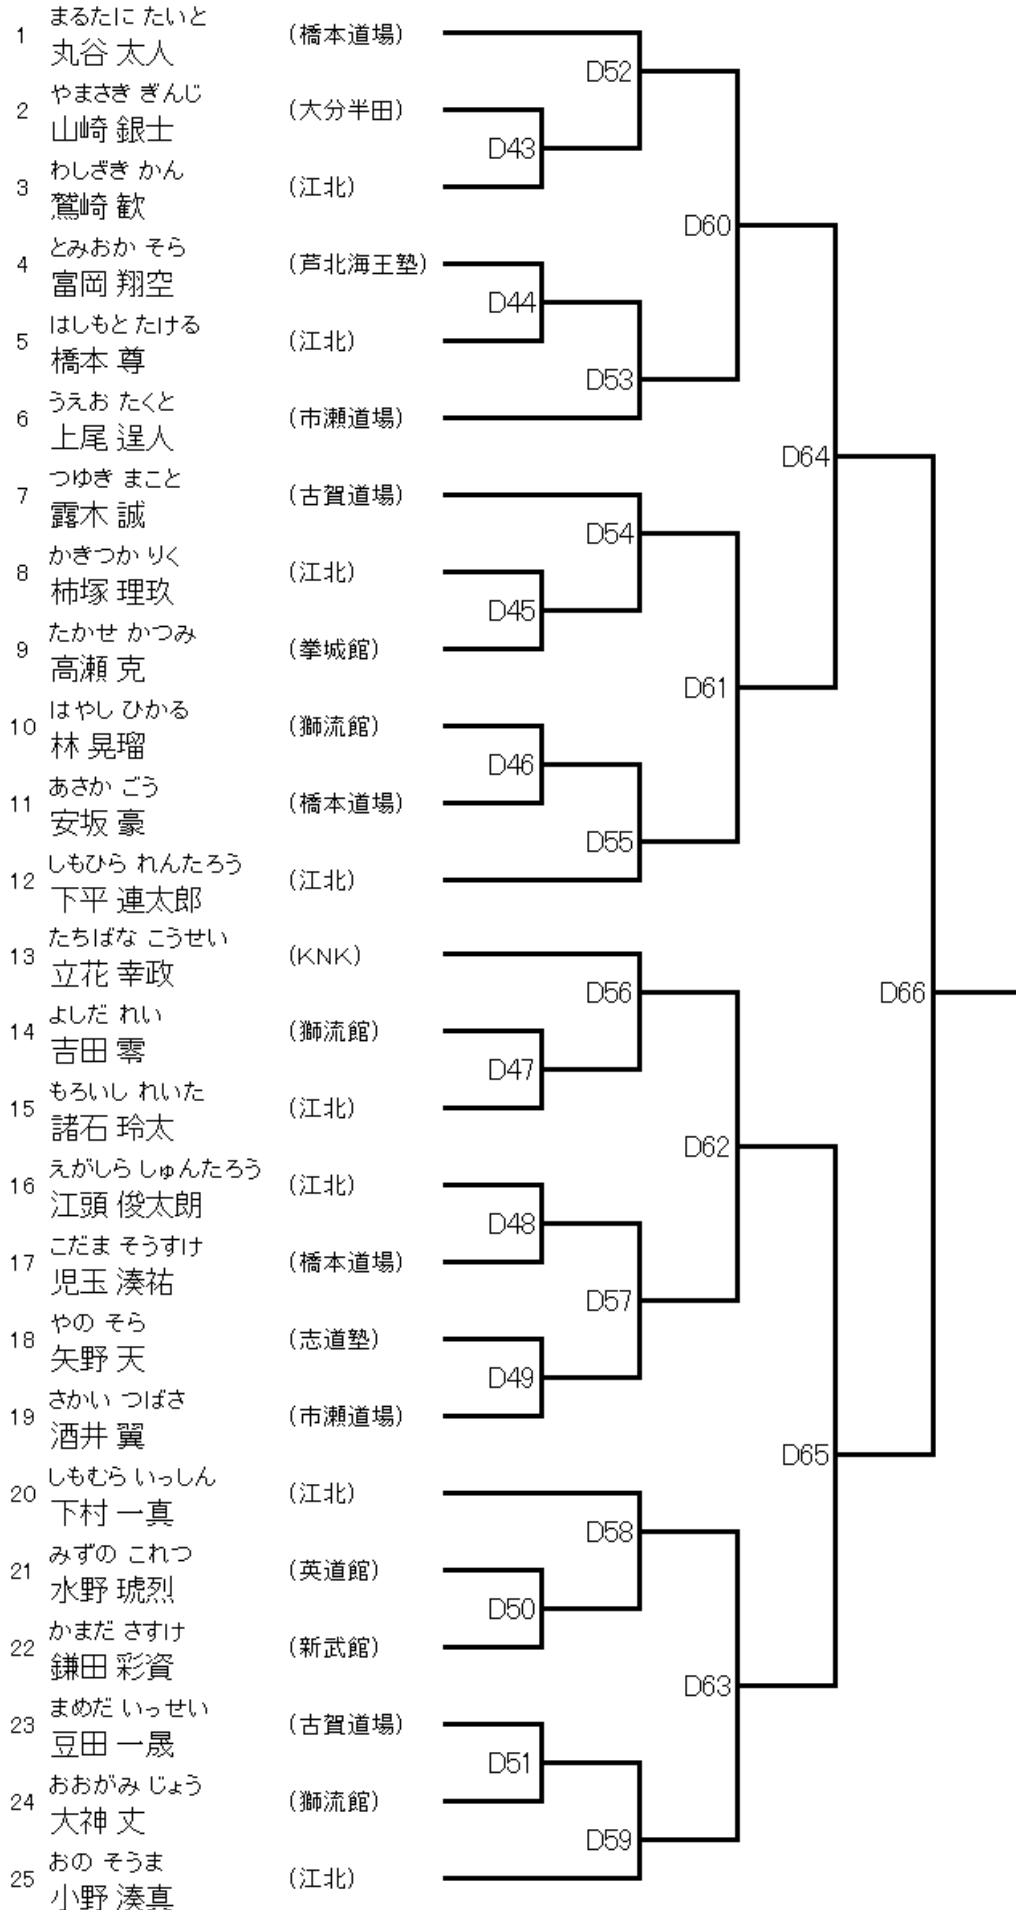 まるたに たいと
1 丸谷 太人 (橋本道場)
D52
やまさき ぎんじ
2 山崎 銀士 (大分半田)
D43
わしざき かん
3 鷲崎 歓 (江北)
D60
とみおか そら
4 富岡 翔空 (芦北海王塾)
D44
はしもと たける
5 橋本 尊 (江北)
D53
うえお たくと
6 上尾 逞人 (市瀬道場)
D64
つゆき まこと
7 露木 誠 (古賀道場)
D54
かきつか りく
8 柿塚 理玖 (江北)
D45
たかせ かつみ
9 高瀬 克 (拳城館)
D61
はやし ひかる
10 林 晃瑠 (獅流館)
D46
あさか ごう
11 安坂 豪 (橋本道場)
D55
しもひら れんたろう
12 下平 連太郎 (江北)
たちばな こうせい
13 立花 幸政 (KNK)
D56
D66
よしだ れい
14 吉田 零 (獅流館)
D47
もろいし れいた
15 諸石 玲太 (江北)
D62
えがしら しゅんたろう
16 江頭 俊太朗 (江北)
D48
こだま そうすけ
17 児玉 湊祐 (橋本道場)
D57
やの そら
18 矢野 天 (志道塾)
D49
さかい つばさ
19 酒井 翼 (市瀬道場)
D65
しもむら いっしん
20 下村 一真 (江北)
D58
みずの これつ
21 水野 琥烈 (英道館)
D50
かまだ さすけ
22 鎌田 彩資 (新武館)
D63
まめだ いっせい
23 豆田 一晟 (古賀道場)
D51
おおがみ じょう
24 大神 丈 (獅流館)
D59
おの そうま
25 小野 湊真 (江北)